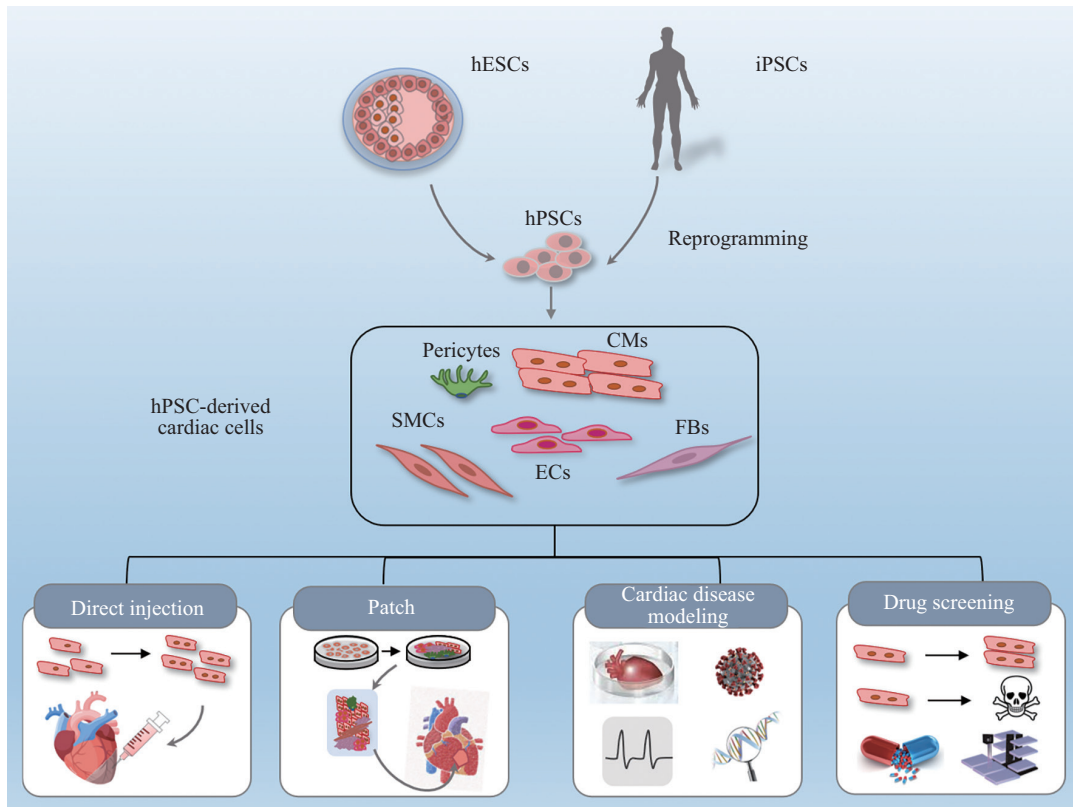 hESCs
iPSCs
hPSCs
Reprogramming
Pericytes
CMs
hPSC-derived
cardiac cells
SMCs
ECs
FBs
Direct injection
Patch
Cardiac disease
modeling
Drug screening